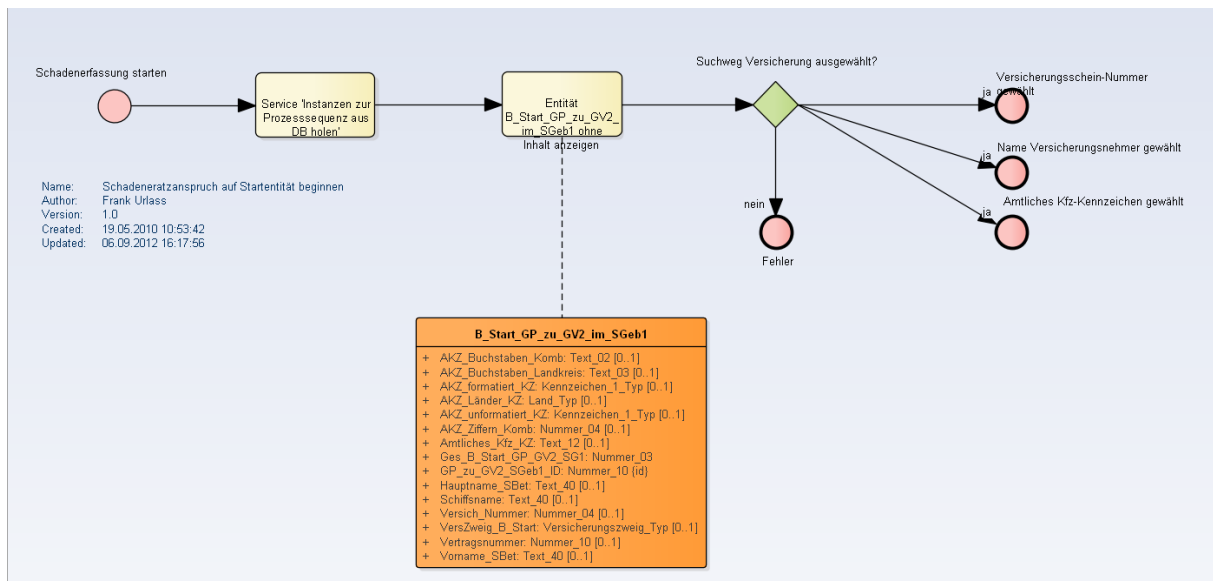 Schadenerfassung starten
Service 'Instanzen zur
Prozesssequenz aus
DB holen'
Entität
B_Start_GP_zu_GV2_
im_SGeb1 ohne
Inhalt anzeigen
Suchweg Versicherung ausgewählt?
Versicherungsschein-Nummer
gewählt
ja
Name Versicherungsnehmer gewählt
ja
Amtliches Kfz-Kennzeichen gewählt
ja
nein
Fehler
Name: Schadeneratzanspruch auf Startentität beginnen
Author: Frank Urlass
Version: 1.0
Created: 19.05.2010 10:53:42
Updated: 06.09.2012 16:17:56
B_Start_GP_zu_GV2_im_SGeb1
+ AKZ_Buchstaben_Komb: Text_02 [0..1]
+ AKZ_Buchstaben_Landkreis: Text_03 [0..1]
+ AKZ_formatiert_KZ: Kennzeichen_1_Typ [0..1]
+ AKZ_Länder_KZ: Land_Typ [0..1]
+ AKZ_unformatiert_KZ: Kennzeichen_1_Typ [0..1]
+ AKZ_Ziffern_Komb: Nummer_04 [0..1]
+ Amtliches_Kfz_KZ: Text_12 [0..1]
+ Ges_B_Start_GP_GV2_SG1: Nummer_03
+ GP_zu_GV2_SGeb1_ID: Nummer_10 {id}
+ Hauptname_SBet: Text_40 [0..1]
+ Schiffsname: Text_40 [0..1]
+ Versich_Nummer: Nummer_04 [0..1]
+ VersZweig_B_Start: Versicherungszweig_Typ [0..1]
+ Vertragsnummer: Nummer_10 [0..1]
+ Vorname_SBet: Text_40 [0..1]